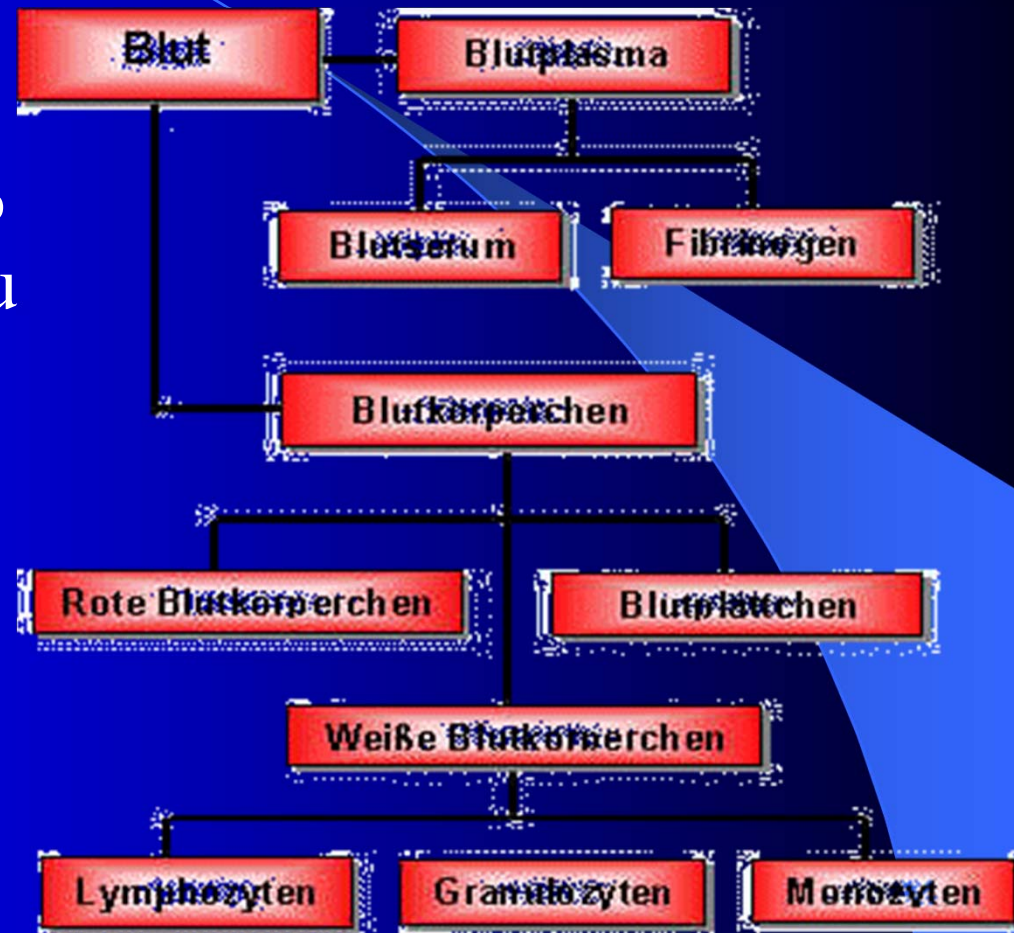 Blut
Blutplasma
Blutserum
Fibrinogen
Blutkörperchen
Rote Blutkörperchen
Blutplättchen
Weiße Blutkörperchen
Lymphozyten
Granulozyten
Monozyten